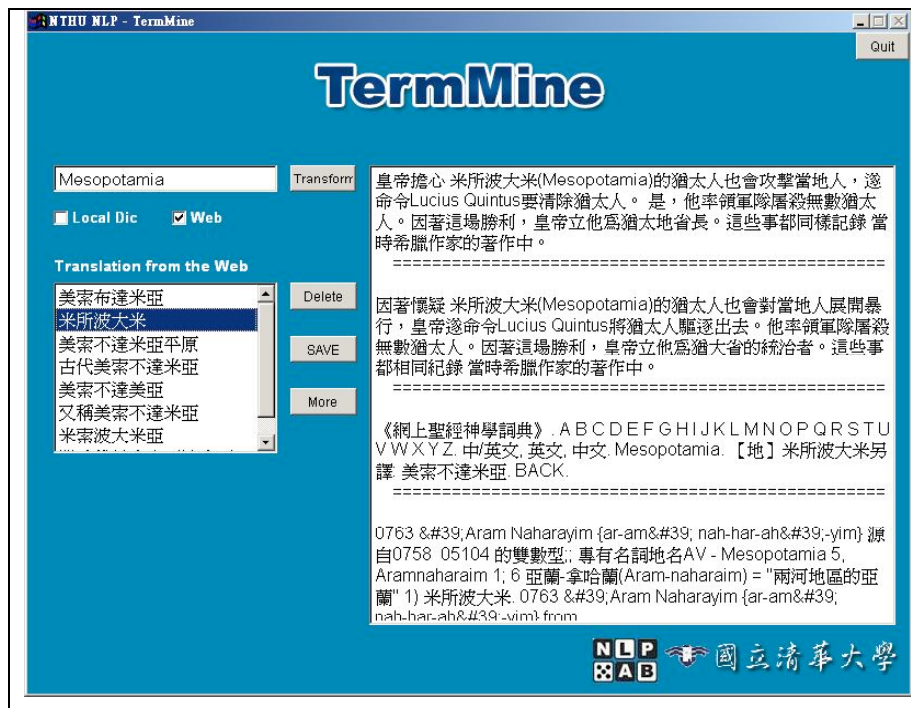 NTHU NLP - TermMine
Quit
TermMine
Mesopotamia
Transform
Local Dic
Web
Translation from the Web
美索布達米亞
米所波大米
美索不達米亞平原
古代美索不達米亞
美索不達美亞
又稱美索不達米亞
米索波大米亞
Delete
SAVE
More
皇帝擔心 米所波大米(Mesopotamia)的猶太人也會攻擊當地人，遂
命令Lucius Quintus要清除猶太人。 是，他率領軍隊屠殺無數猶太
人。因著這場勝利，皇帝立他爲猶太地省長。這些事都同樣記錄 當
時希臘作家的著作中。
==================================================
因著懷疑 米所波大米(Mesopotamia)的猶太人也會對當地人展開暴
行，皇帝遂命令Lucius Quintus將猶太人驅逐出去。他率領軍隊屠殺
無數猶太人。因著這場勝利，皇帝立他爲猶大省的統治者。這些事
都相同紀錄 當時希臘作家的著作中。
==================================================
《網上聖經神學詞典》. A B C D E F G H I J K L M N O P Q R S T U
V W X Y Z. 中/英文, 英文, 中文. Mesopotamia. 【地】米所波大米另
譯: 美索不達米亞. BACK.
==================================================
0763 &#39;Aram Naharayim {ar-am&#39; nah-har-ah&#39;-yim} 源
自0758 05104 的雙數型;; 專有名詞地名AV - Mesopotamia 5,
Aramnaharaim 1; 6 亞蘭-拿哈蘭(Aram-naharaim) = "兩河地區的亞
蘭" 1) 米所波大米. 0763 &#39;Aram Naharayim {ar-am&#39;
nah-har-ah&#39;-yim} from
NLP
LAB
國立清華大學